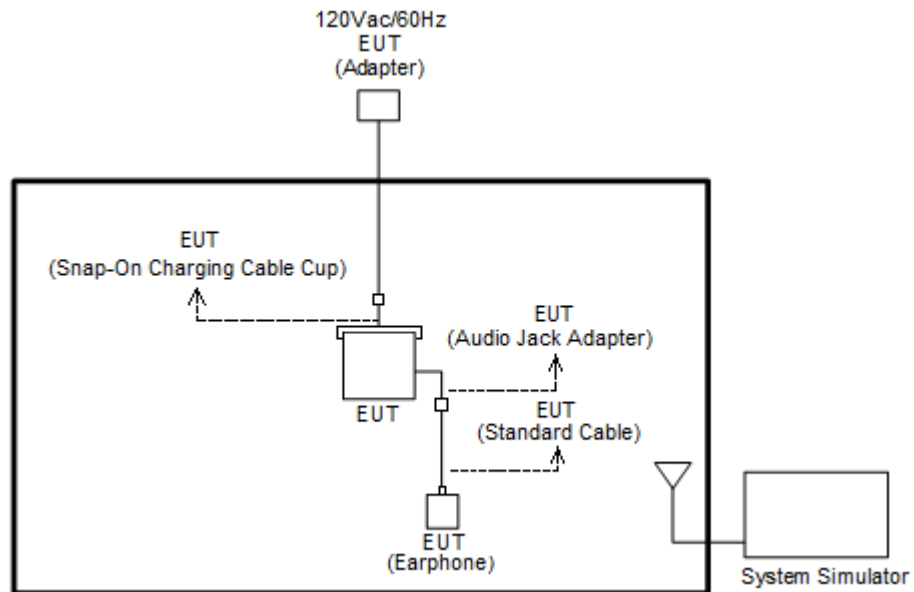 120Vac/60Hz
EUT
(Adapter)
EUT
(Snap-On Charging Cable Cup)
EUT
(Audio Jack Adapter)
EUT
EUT
(Standard Cable)
EUT
(Earphone)
System Simulator